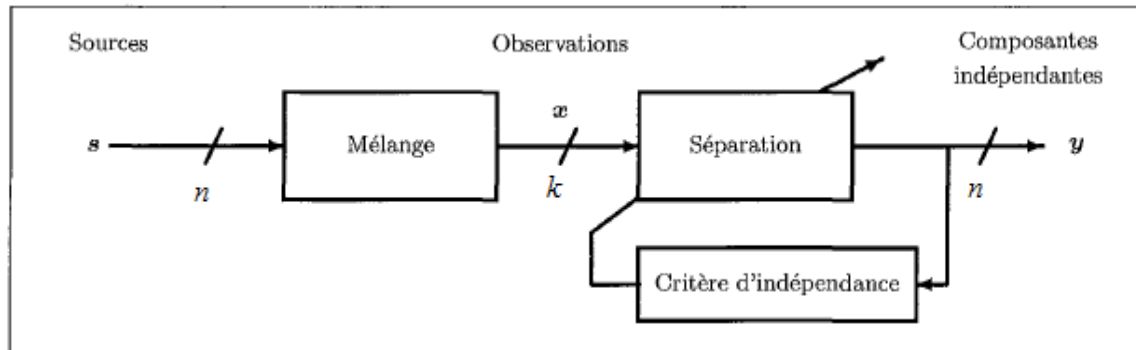 Sources
Observations
Composantes
indépendantes
s
n
Mélange
x
k
Séparation
n
y
Critère d'indépendance